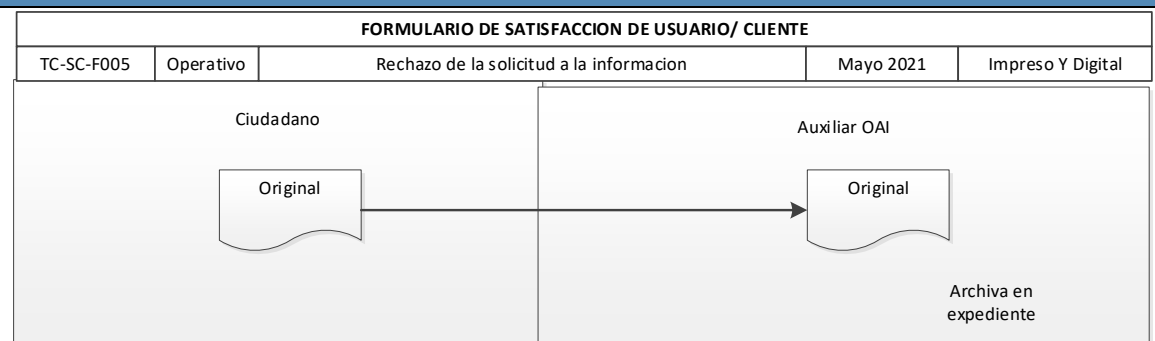 FORMULARIO DE SATISFACCION DE USUARIO/ CLIENTE
TC-SC-F005 Operativo Rechazo de la solicitud a la informacion Mayo 2021 Impreso Y Digital
Ciudadano
Auxiliar OAI
Original
Original
Archiva en
expediente